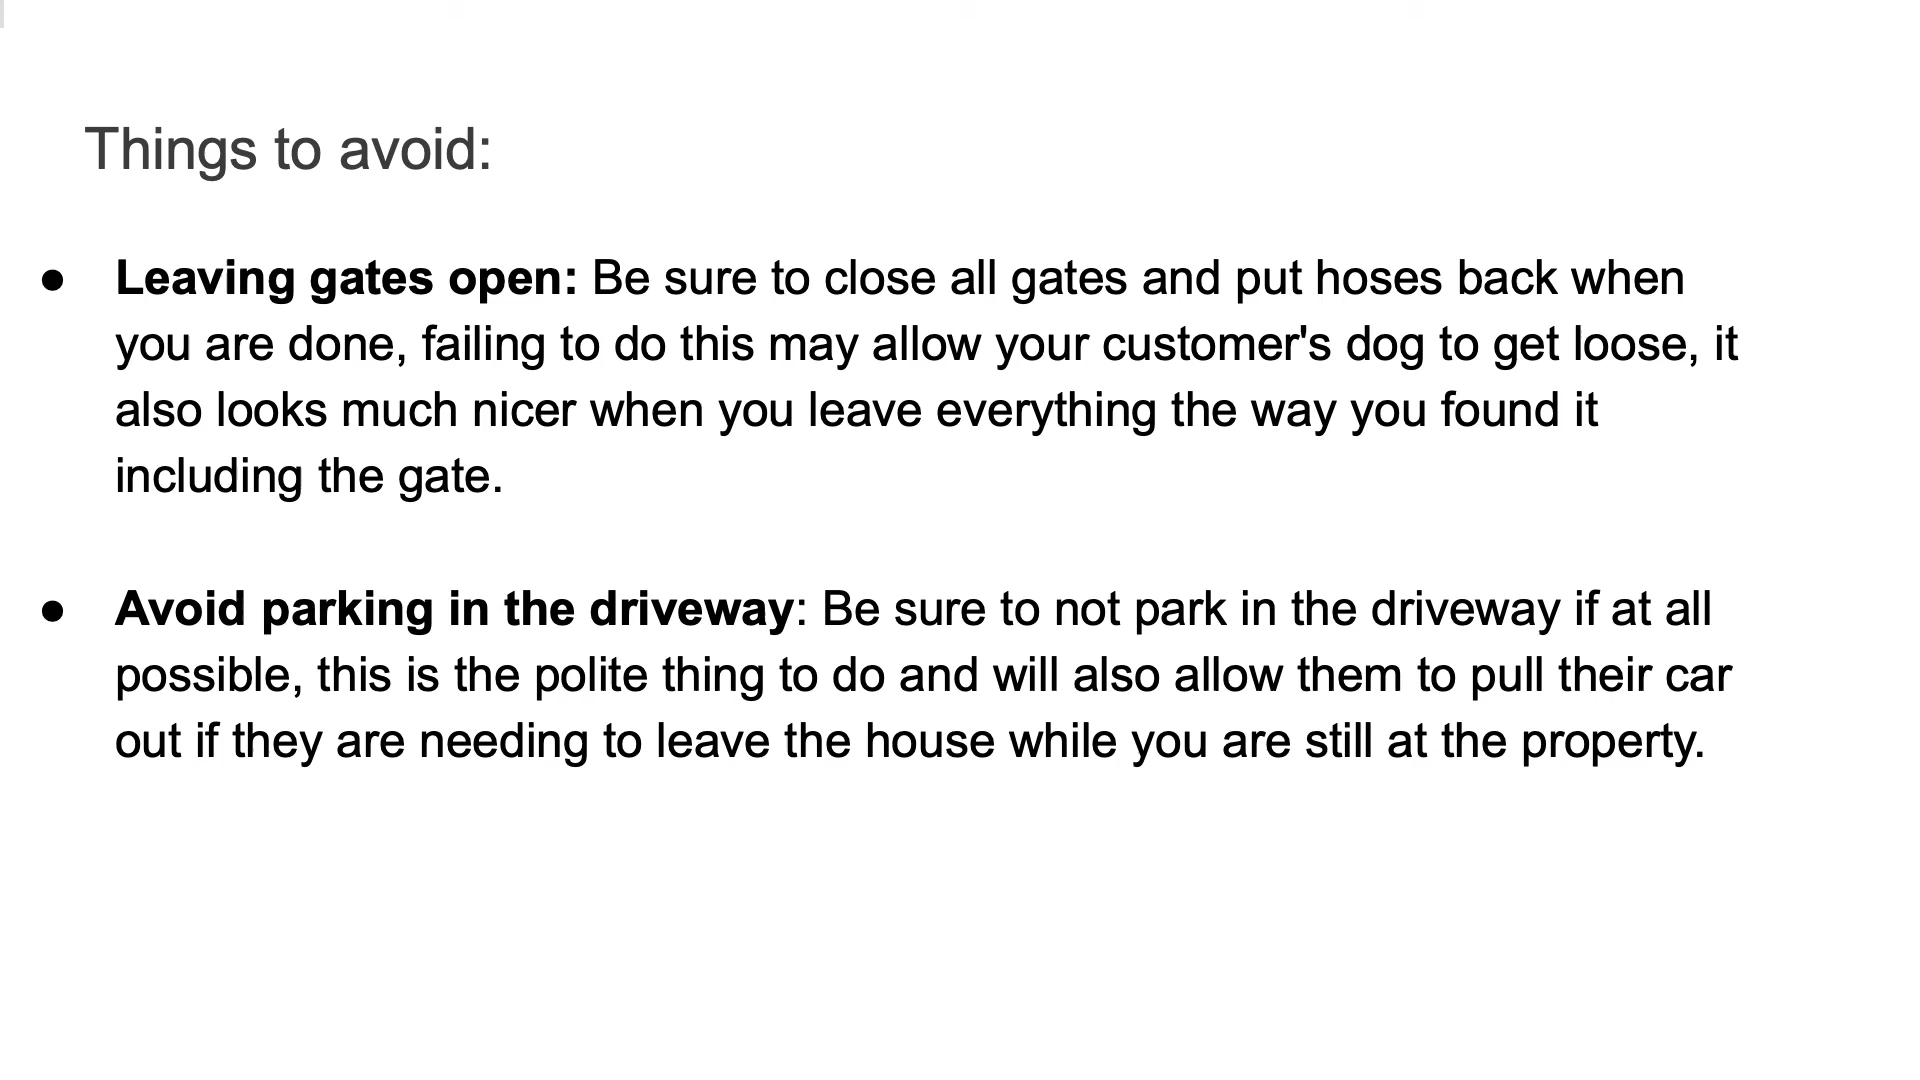 Things to avoid:
● Leaving gates open: Be sure to close all gates and put hoses back when
you are done, failing to do this may allow your customer's dog to get loose, it
also looks much nicer when you leave everything the way you found it
including the gate.
● Avoid parking in the driveway: Be sure to not park in the driveway if at all
possible, this is the polite thing to do and will also allow them to pull their car
out if they are needing to leave the house while you are still at the property.